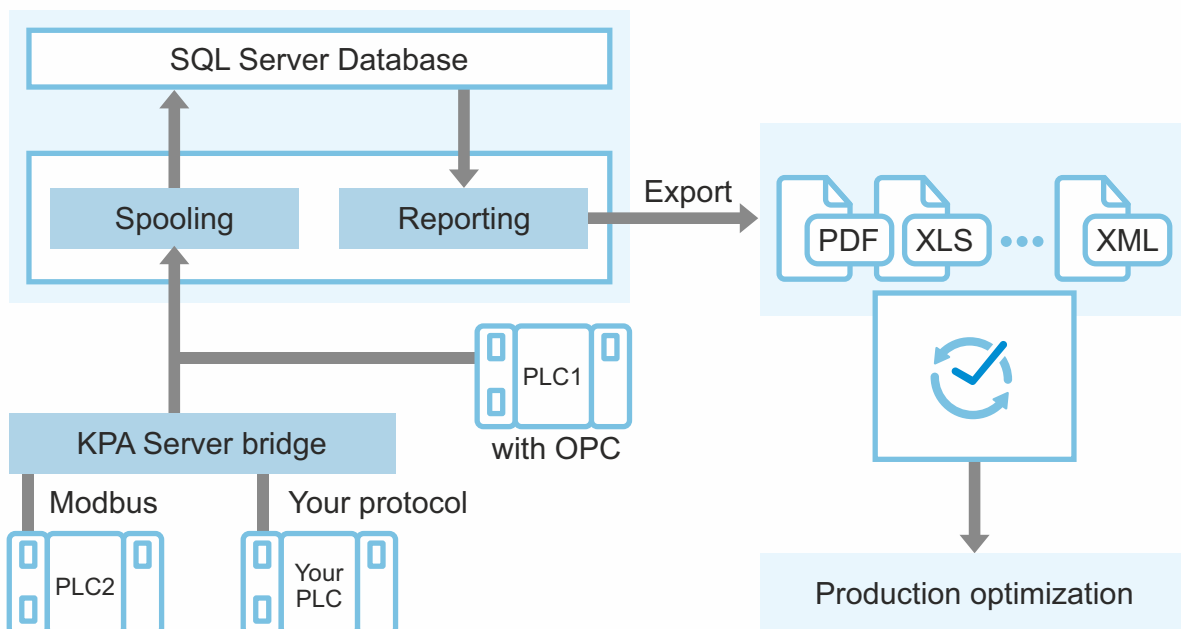 SQL Server Database
Spooling
Reporting
Export
PDF
XLS
XML
PLC1
with OPC
KPA Server bridge
Modbus
Your protocol
PLC2
Your
PLC
Production optimization